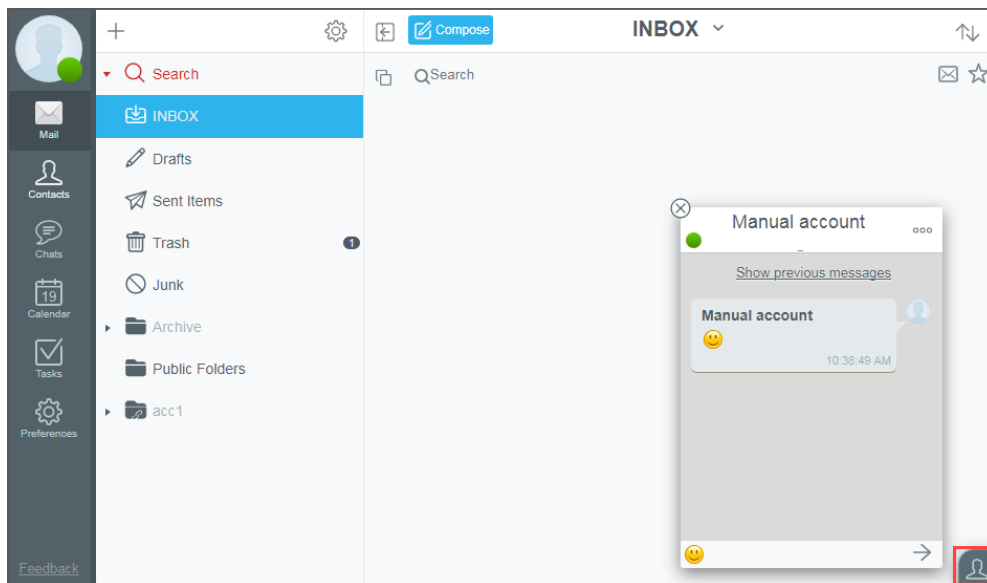 Mail
Contacts
Chats
19
Calendar
Tasks
Preferences
Feedback
Search
INBOX
Drafts
Sent Items
Trash
1
Junk
Archive
Public Folders
acc1
Compose
INBOX
Search
Manual account
Show previous messages
Manual account
10:38:49 AM